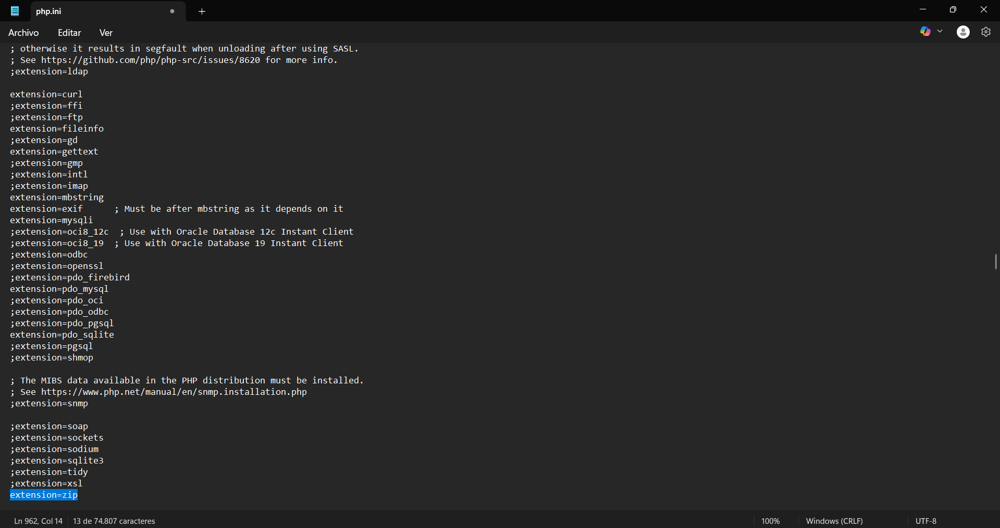 php.ini
Archivo Editar Ver
; otherwise it results in segfault when unloading after using SASL.
; See https://github.com/php/php-src/issues/8620 for more info.
;extension=ldap
extension=curl
;extension=ffi
;extension=ftp
extension=fileinfo
;extension=gd
extension=gettext
;extension=gmp
;extension=intl
;extension=imap
extension=mbstring
extension=exif      ; Must be after mbstring as it depends on it
extension=mysqli
;extension=oci8_12c  ; Use with Oracle Database 12c Instant Client
;extension=oci8_19  ; Use with Oracle Database 19 Instant Client
;extension=odbc
;extension=openssl
;extension=pdo_firebird
extension=pdo_mysql
;extension=pdo_oci
;extension=pdo_odbc
;extension=pdo_pgsql
extension=pdo_sqlite
;extension=pgsql
;extension=shmop
; The MIBS data available in the PHP distribution must be installed.
; See https://www.php.net/manual/en/snmp.installation.php
;extension=snmp
;extension=soap
;extension=sockets
;extension=sodium
;extension=sqlite3
;extension=tidy
;extension=xsl
extension=zip
Ln 962, Col 14 13 de 74.807 caracteres 100% Windows (CRLF) UTF-8